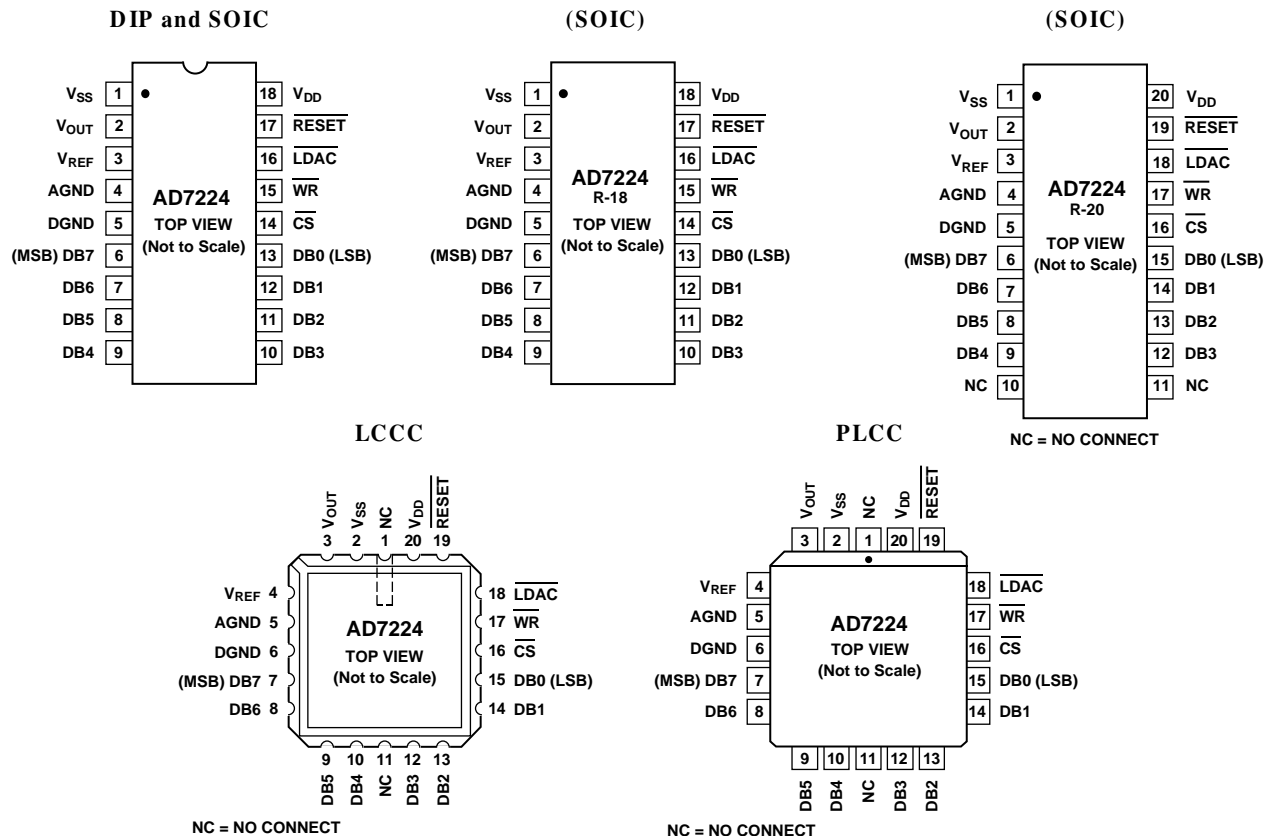 DIP and SOIC
VSS 1 18 VDD
VOUT 2 17 RESET
VREF 3 16 LDAC
AGND 4 15 WR
DGND 5 14 CS
(MSB) DB7 6 13 DB0 (LSB)
DB6 7 12 DB1
DB5 8 11 DB2
DB4 9 10 DB3
AD7224
TOP VIEW
(Not to Scale)
(SOIC)
VSS 1 18 VDD
VOUT 2 17 RESET
VREF 3 16 LDAC
AGND 4 15 WR
DGND 5 14 CS
(MSB) DB7 6 13 DB0 (LSB)
DB6 7 12 DB1
DB5 8 11 DB2
DB4 9 10 DB3
AD7224
R-18
TOP VIEW
(Not to Scale)
(SOIC)
VSS 1 20 VDD
VOUT 2 19 RESET
VREF 3 18 LDAC
AGND 4 17 WR
DGND 5 16 CS
(MSB) DB7 6 15 DB0 (LSB)
DB6 7 14 DB1
DB5 8 13 DB2
DB4 9 12 DB3
NC 10 11 NC
AD7224
R-20
TOP VIEW
(Not to Scale)
NC = NO CONNECT
LCCC
VOUT VSS NC VDD RESET
3 2 1 20 19
VREF 4 18 LDAC
AGND 5 17 WR
DGND 6 16 CS
(MSB) DB7 7 15 DB0 (LSB)
DB6 8 14 DB1
AD7224
TOP VIEW
(Not to Scale)
9 10 11 12 13
DB5 DB4 NC DB3 DB2
NC = NO CONNECT
PLCC
VOUT VSS NC VDD RESET
3 2 1 20 19
VREF 4 18 LDAC
AGND 5 17 WR
DGND 6 16 CS
(MSB) DB7 7 15 DB0 (LSB)
DB6 8 14 DB1
AD7224
TOP VIEW
(Not to Scale)
9 10 11 12 13
DB5 DB4 NC DB3 DB2
NC = NO CONNECT